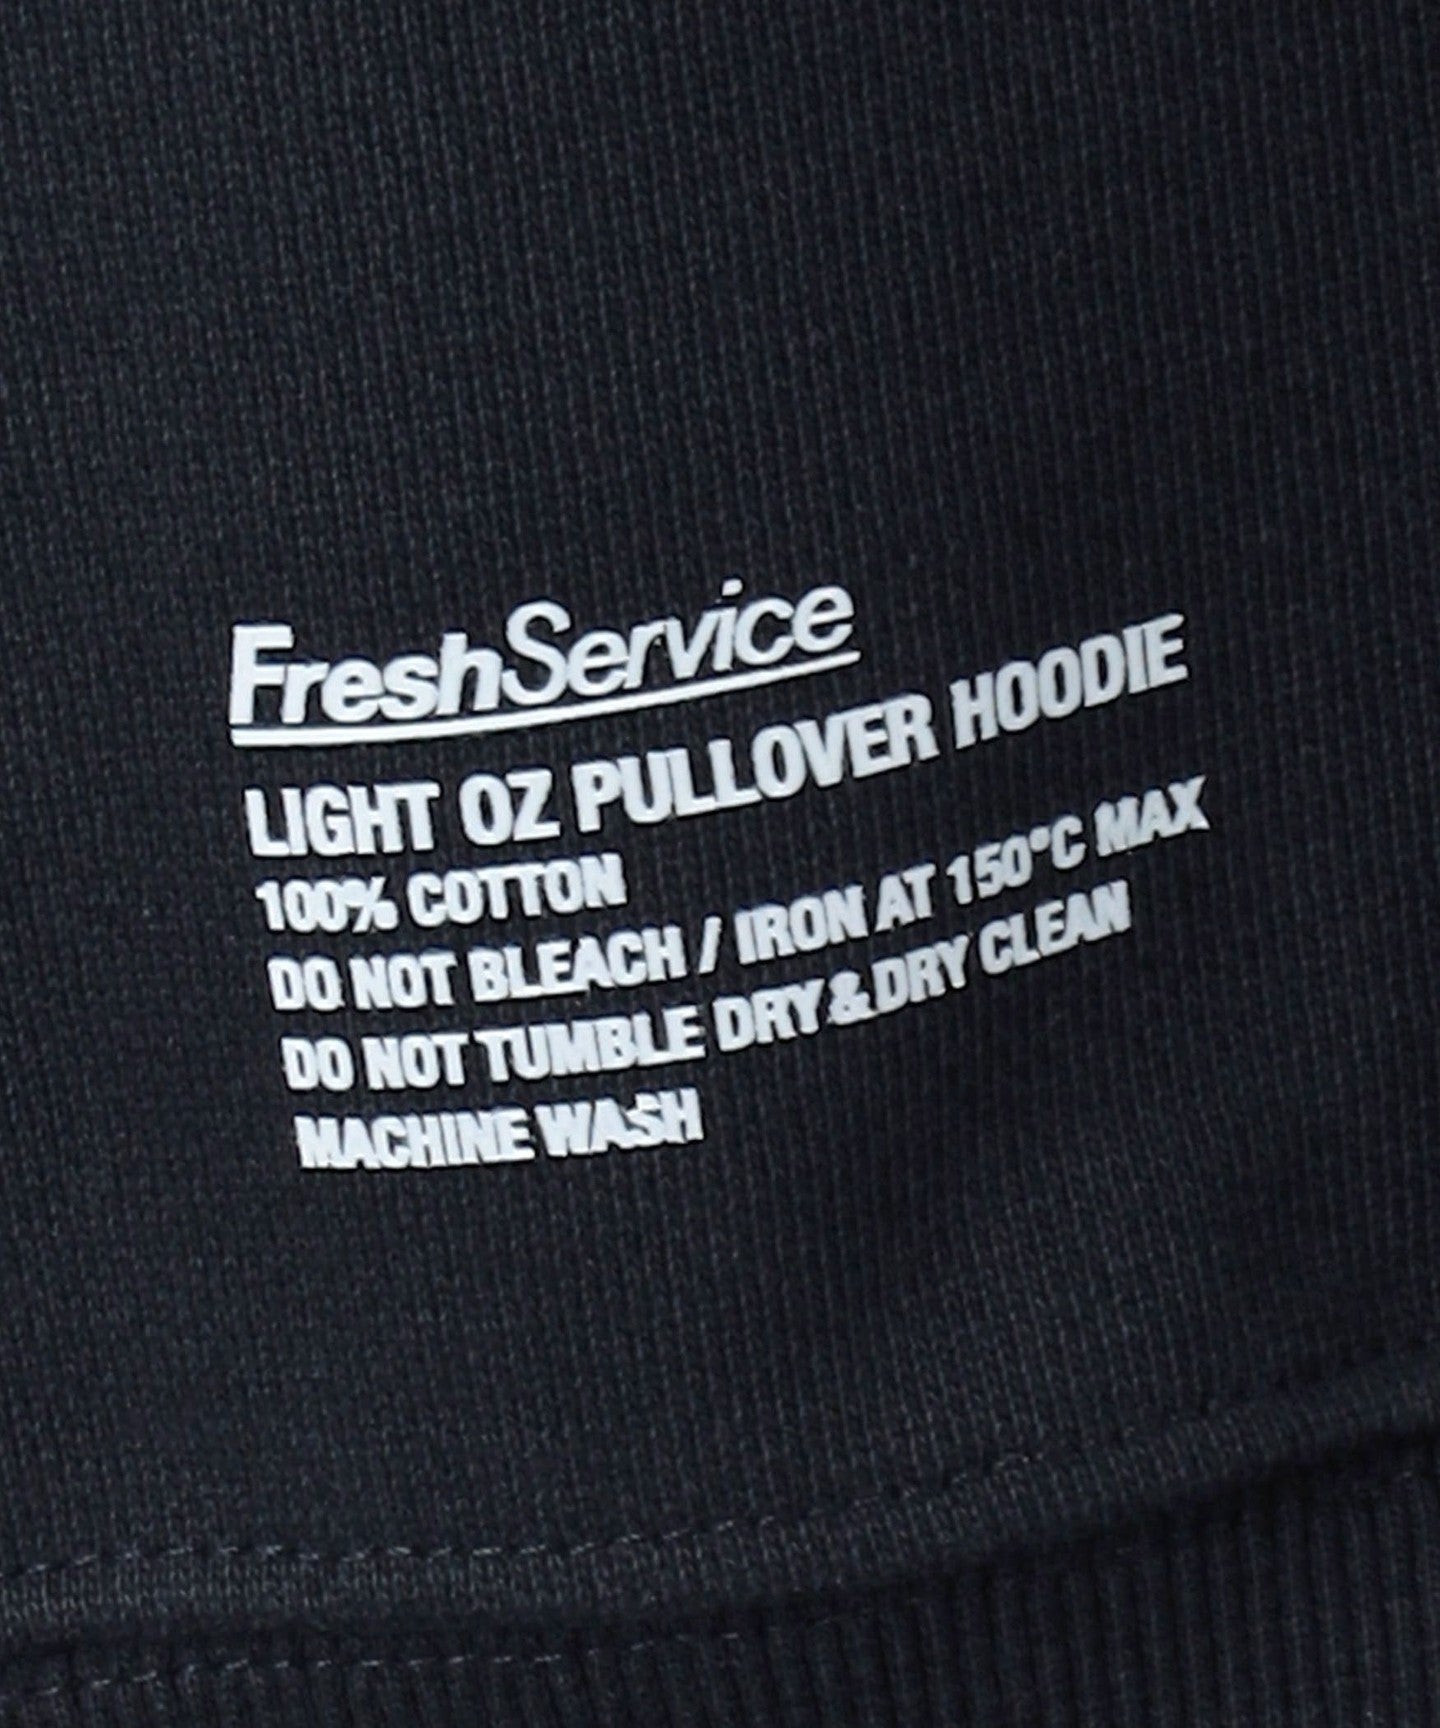 FreshService
LIGHT OZ PULLOVER HOODIE
100% COTTON
DO NOT BLEACH / IRON AT 150°C MAX
DO NOT TUMBLE DRY & DRY CLEAN
MACHINE WASH